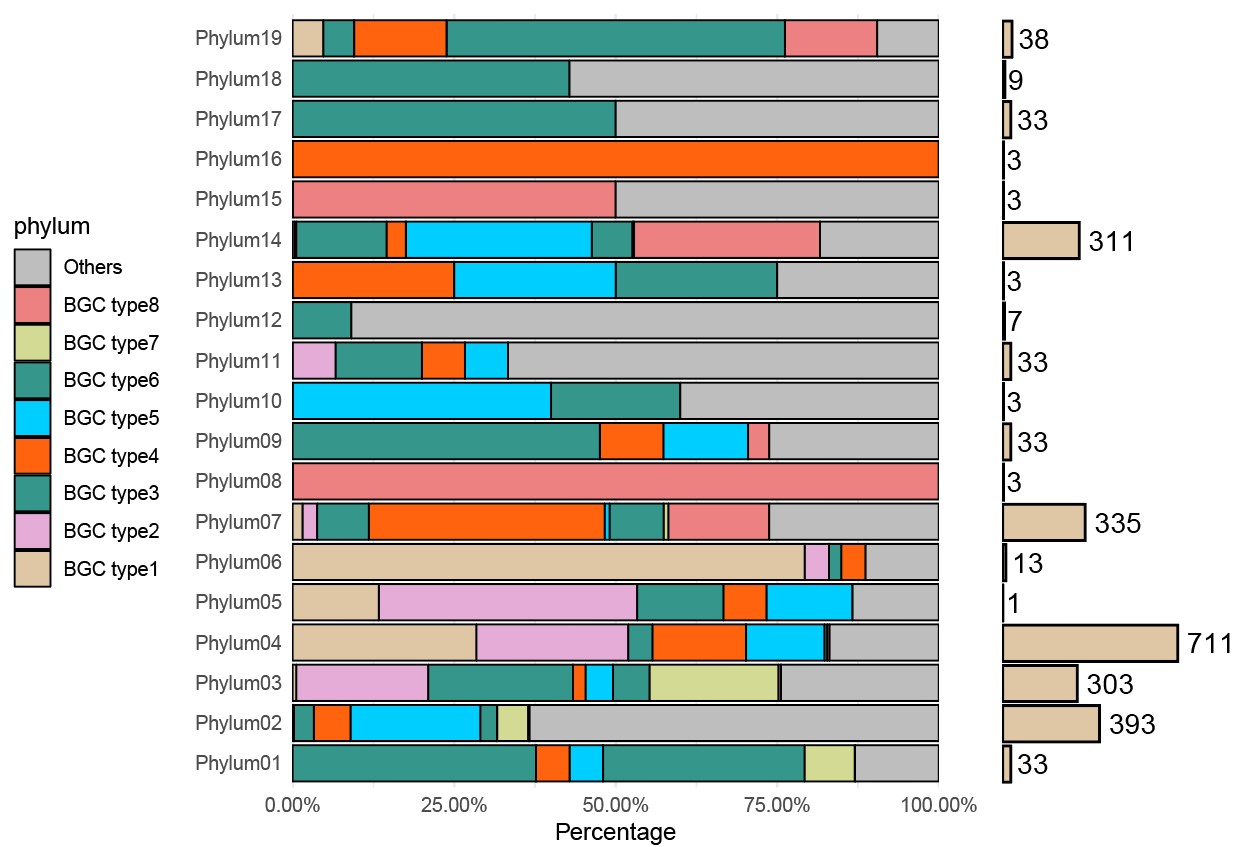 Phylum19 38
Phylum18 9
Phylum17 33
Phylum16 3
Phylum15 3
Phylum14 311
Phylum13 3
Phylum12 7
Phylum11 33
Phylum10 3
Phylum09 33
Phylum08 3
Phylum07 335
Phylum06 13
Phylum05 1
Phylum04 711
Phylum03 303
Phylum02 393
Phylum01 33
0.00% 25.00% 50.00% 75.00% 100.00%
Percentage
phylum
Others
BGC type8
BGC type7
BGC type6
BGC type5
BGC type4
BGC type3
BGC type2
BGC type1